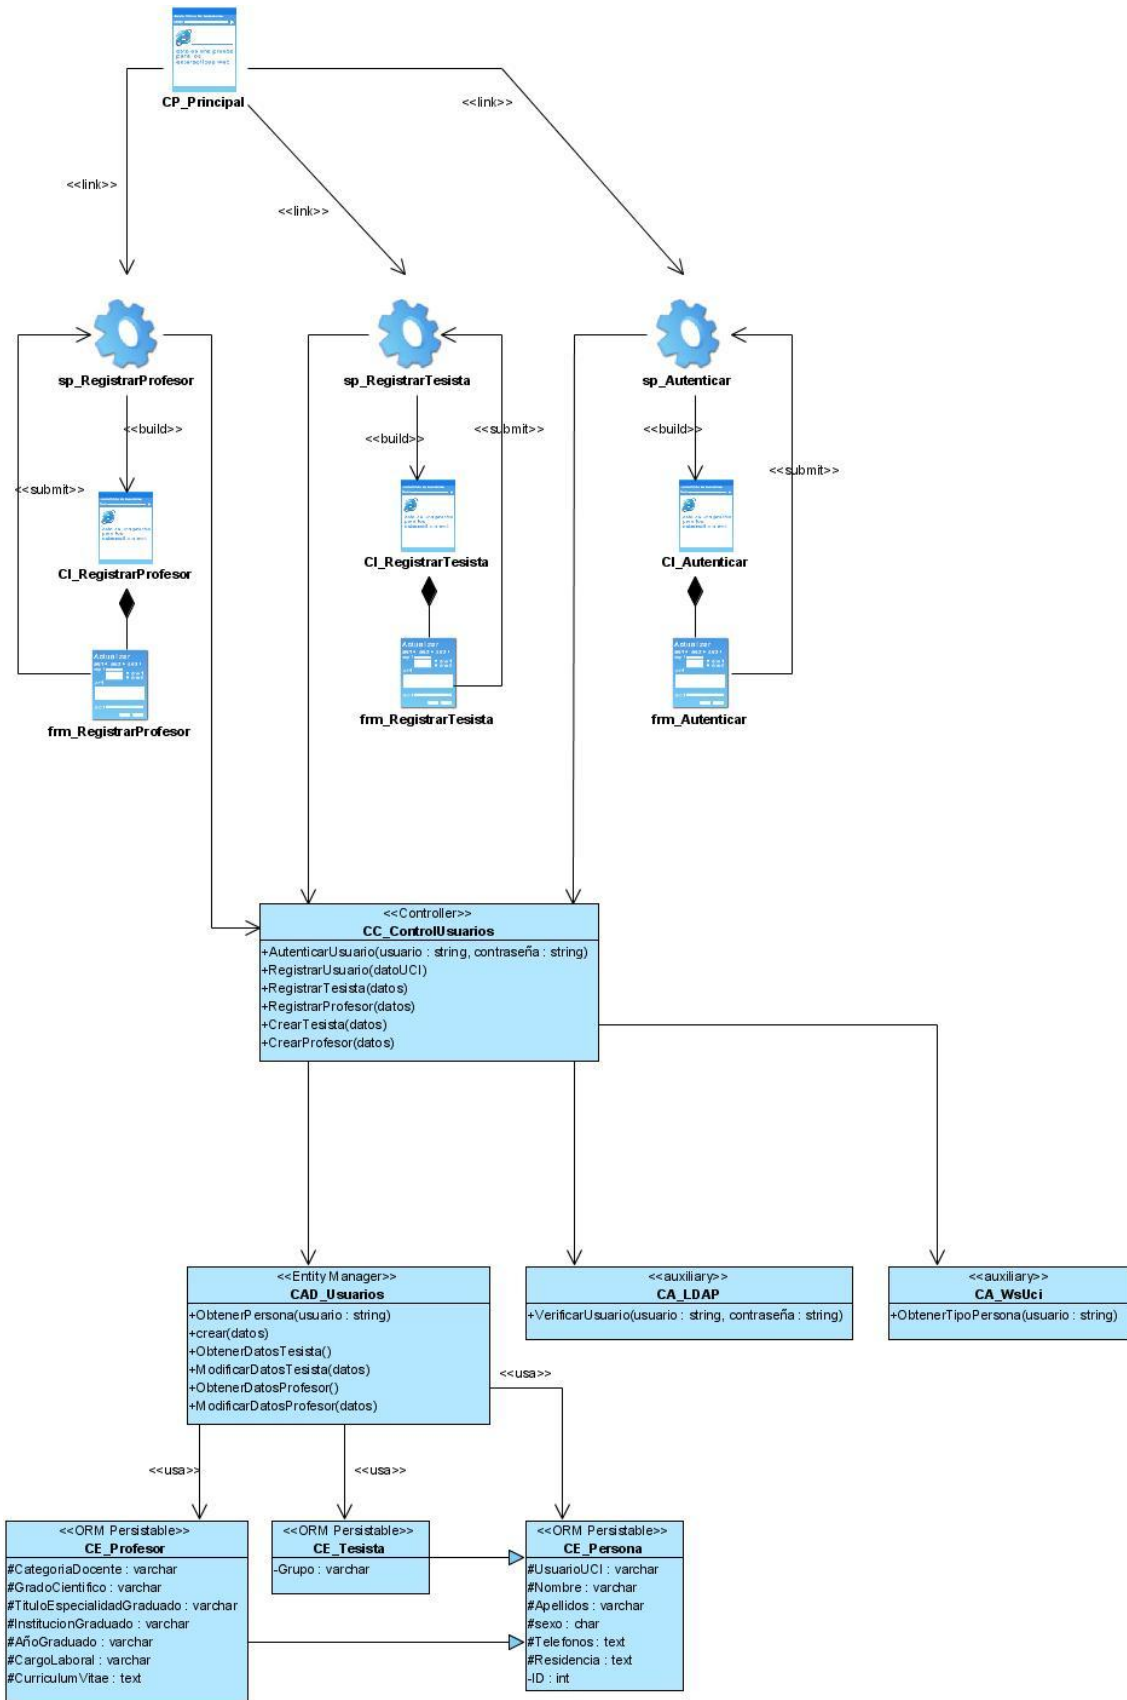 CP_Principal
<<link>>
<<link>>
<<link>>
sp_RegistrarProfesor
sp_RegistrarTesista
sp_Autenticar
<<build>>
<<submit>>
<<build>>
<<submit>>
<<build>>
<<submit>>
CI_RegistrarProfesor
CI_RegistrarTesista
CI_Autenticar
Actualizar
Actualizar
Actualizar
frm_RegistrarProfesor
frm_RegistrarTesista
frm_Autenticar
<<Controller>>
CC_ControlUsuarios
+AutenticarUsuario(usuario : string, contraseña : string)
+RegistrarUsuario(datoUCI)
+RegistrarTesista(datos)
+RegistrarProfesor(datos)
+CrearTesista(datos)
+CrearProfesor(datos)
<<Entity Manager>>
CAD_Usuarios
+ObtenerPersona(usuario : string)
+crear(datos)
+ObtenerDatosTesista()
+ModificarDatosTesista(datos)
+ObtenerDatosProfesor()
+ModificarDatosProfesor(datos)
<<auxiliary>>
CA_LDAP
+VerificarUsuario(usuario : string, contraseña : string)
<<auxiliary>>
CA_WsUci
+ObtenerTipoPersona(usuario : string)
<<usa>>
<<usa>>
<<usa>>
<<ORM Persistable>>
CE_Profesor
#CategoriaDocente : varchar
#GradoCientifico : varchar
#TituloEspecialidadGraduado : varchar
#InstitucionGraduado : varchar
#AñoGraduado : varchar
#CargoLaboral : varchar
#CurriculumVitae : text
<<ORM Persistable>>
CE_Tesista
-Grupo : varchar
<<ORM Persistable>>
CE_Persona
#UsuarioUCI : varchar
#Nombre : varchar
#Apellidos : varchar
#sexo : char
#Telefonos : text
#Residencia : text
-ID : int